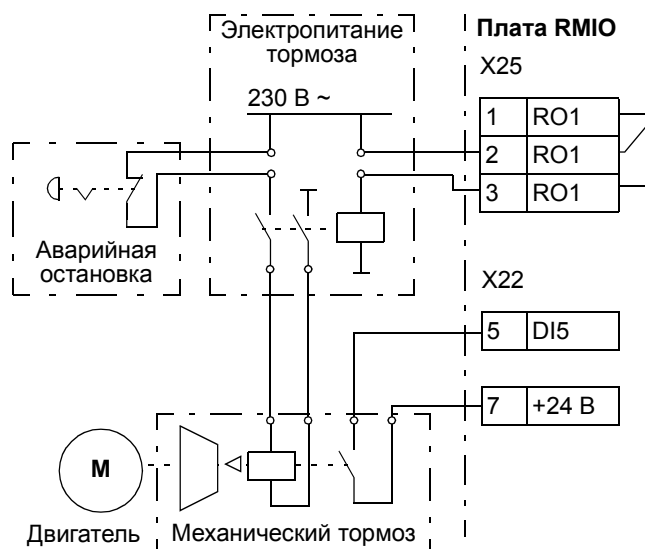 Электропитание
тормоза
230 В ~
Плата RMIO
X25
1 RO1
2 RO1
3 RO1
Аварийная
остановка
X22
5 DI5
7 +24 В
M
Двигатель
Механический тормоз